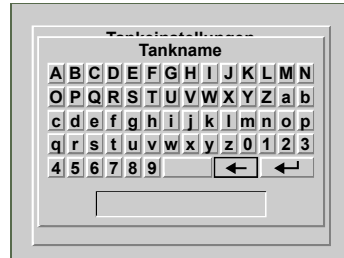 Tankeinstellungen
Tankname
A B C D E F G H I J K L M N
O P Q R S T U V W X Y Z a b
c d e f g h i j k l m n o p
q r s t u v w x y z 0 1 2 3
4 5 6 7 8 9